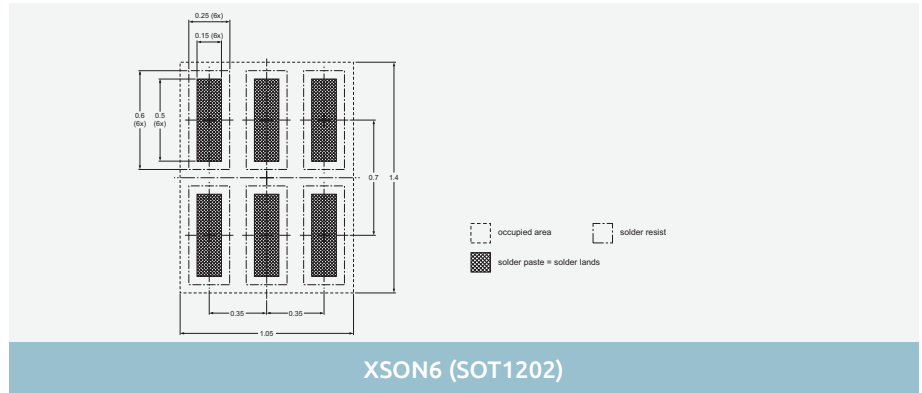 0.25 (6x)
0.15 (6x)
0.6
(6x)
0.5
(6x)
0.7
1.4
occupied area
solder resist
solder paste = solder lands
0.35
0.35
1.05
XSON6 (SOT1202)